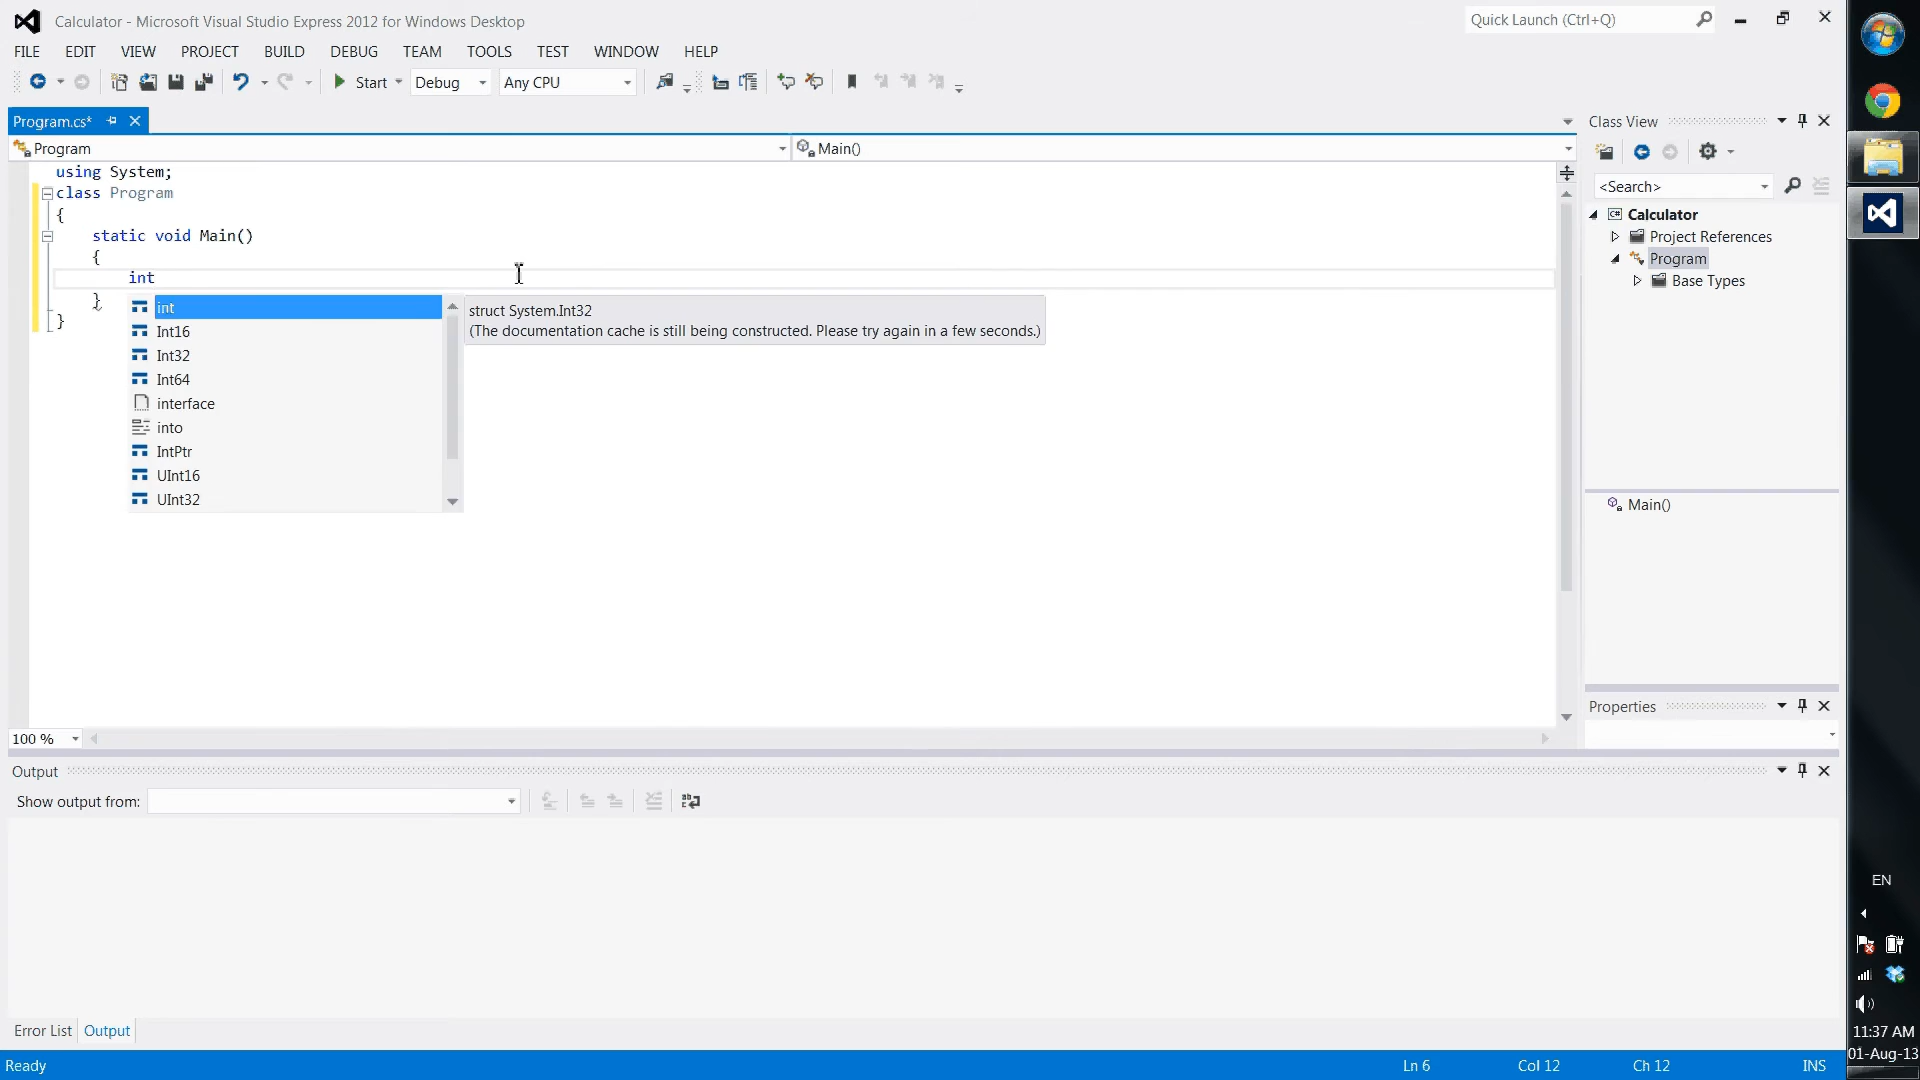 Calculator - Microsoft Visual Studio Express 2012 for Windows Desktop
Quick Launch (Ctrl+Q)
FILE EDIT VIEW PROJECT BUILD DEBUG TEAM TOOLS TEST WINDOW HELP
Start Debug Any CPU
Program.cs*
Program
Main()
using System;
class Program
{
static void Main()
{
int
}
}
int
Int16
Int32
Int64
interface
into
IntPtr
UInt16
UInt32
struct System.Int32
(The documentation cache is still being constructed. Please try again in a few seconds.)
100 %
Class View
<Search>
Calculator
Project References
Program
Base Types
Main()
Properties
Output
Show output from:
Error List Output
Ready
Ln 6 Col 12 Ch 12 INS
EN
11:37 AM
01-Aug-13